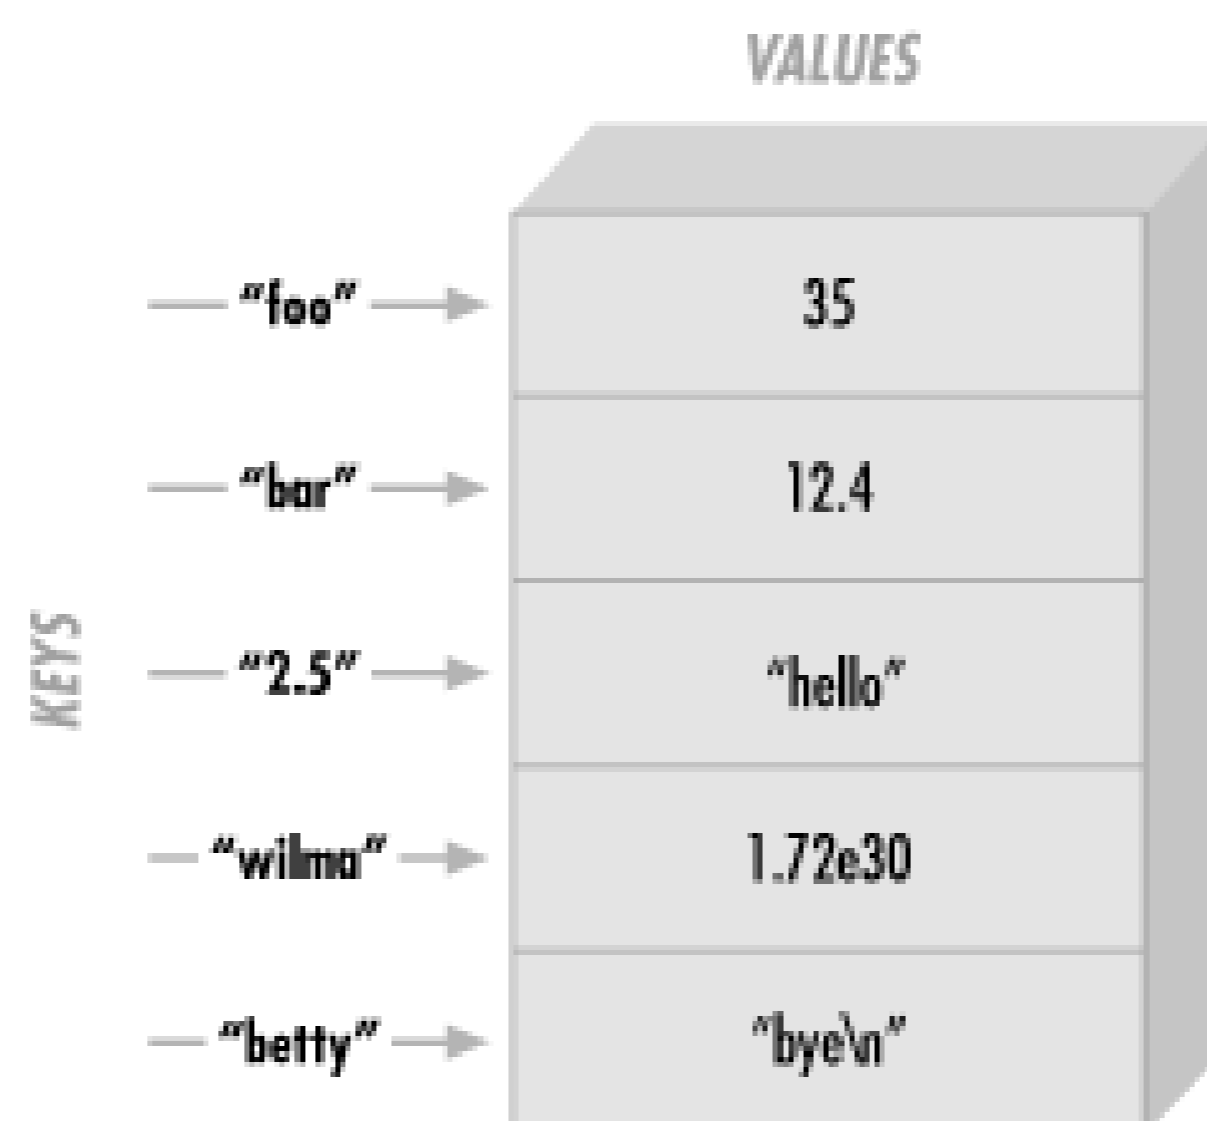 VALUES
KEYS
“foo” 35
“bar” 12.4
“2.5” “hello”
“wilma” 1.72e30
“betty” “bye\n”